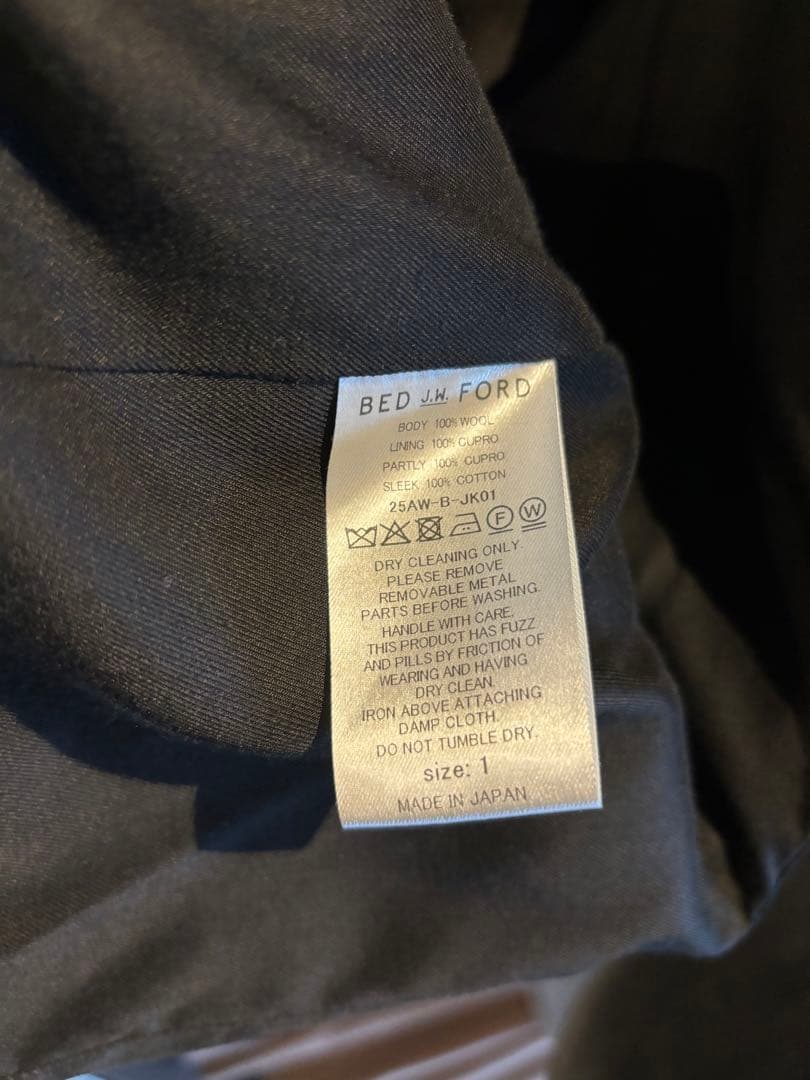 BED J.W. FORD
BODY 100% WOOL
LINING 100% CUPRO
PARTLY 100% CUPRO
SLEEK 100% COTTON
25AW-B-JK01
F W
DRY CLEANING ONLY.
PLEASE REMOVE
REMOVABLE METAL
PARTS BEFORE WASHING.
HANDLE WITH CARE.
THIS PRODUCT HAS FUZZ
AND PILLS BY FRICTION OF
WEARING AND HAVING
DRY CLEAN.
IRON ABOVE ATTACHING
DAMP CLOTH.
DO NOT TUMBLE DRY.
size: 1
MADE IN JAPAN